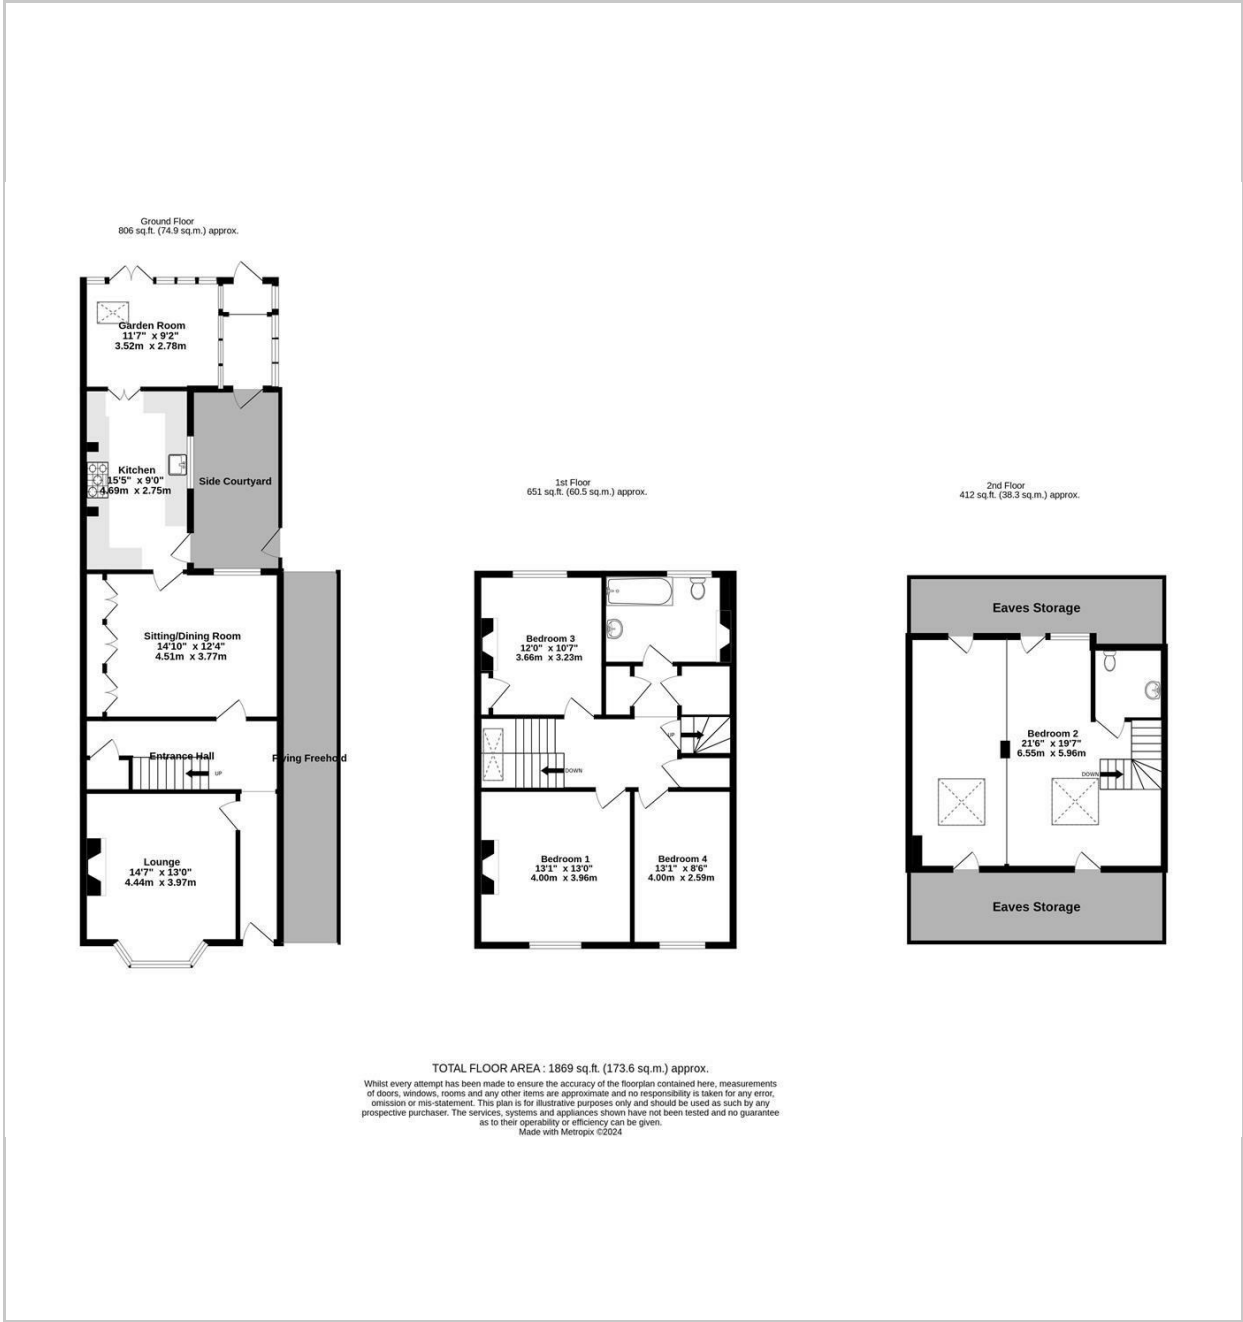 Ground Floor
806 sq.ft. (74.9 sq.m.) approx.
Garden Room
11'7" x 9'2"
3.52m x 2.78m
Kitchen
15'5" x 9'0"
4.69m x 2.75m
Side Courtyard
Sitting/Dining Room
14'10" x 12'4"
4.51m x 3.77m
Entrance Hall
UP
Flying Freehold
Lounge
14'7" x 13'0"
4.44m x 3.97m
1st Floor
651 sq.ft. (60.5 sq.m.) approx.
Bedroom 3
12'0" x 10'7"
3.66m x 3.23m
UP
DOWN
Bedroom 1
13'1" x 13'0"
4.00m x 3.96m
Bedroom 4
13'1" x 8'6"
4.00m x 2.59m
2nd Floor
412 sq.ft. (38.3 sq.m.) approx.
Eaves Storage
Bedroom 2
21'6" x 19'7"
6.55m x 5.96m
DOWN
Eaves Storage
TOTAL FLOOR AREA : 1869 sq.ft. (173.6 sq.m.) approx.
Whilst every attempt has been made to ensure the accuracy of the floorplan contained here, measurements
of doors, windows, rooms and any other items are approximate and no responsibility is taken for any error,
omission or mis-statement. This plan is for illustrative purposes only and should be used as such by any
prospective purchaser. The services, systems and appliances shown have not been tested and no guarantee
as to their operability or efficiency can be given.
Made with Metropix ©2024